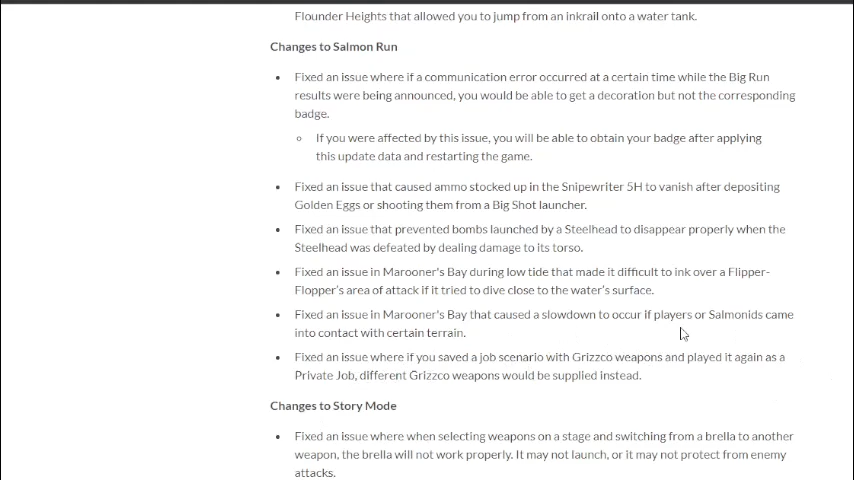 Flounder Heights that allowed you to jump from an inkrail onto a water tank.
Changes to Salmon Run
Fixed an issue where if a communication error occurred at a certain time while the Big Run
results were being announced, you would be able to get a decoration but not the corresponding
badge.
If you were affected by this issue, you will be able to obtain your badge after applying
this update data and restarting the game.
Fixed an issue that caused ammo stocked up in the Snipewriter 5H to vanish after depositing
Golden Eggs or shooting them from a Big Shot launcher.
Fixed an issue that prevented bombs launched by a Steelhead to disappear properly when the
Steelhead was defeated by dealing damage to its torso.
Fixed an issue in Marooner's Bay during low tide that made it difficult to ink over a Flipper-
Flopper’s area of attack if it tried to dive close to the water’s surface.
Fixed an issue in Marooner's Bay that caused a slowdown to occur if players or Salmonids came
into contact with certain terrain.
Fixed an issue where if you saved a job scenario with Grizzco weapons and played it again as a
Private Job, different Grizzco weapons would be supplied instead.
Changes to Story Mode
Fixed an issue where when selecting weapons on a stage and switching from a brella to another
weapon, the brella will not work properly. It may not launch, or it may not protect from enemy
attacks.